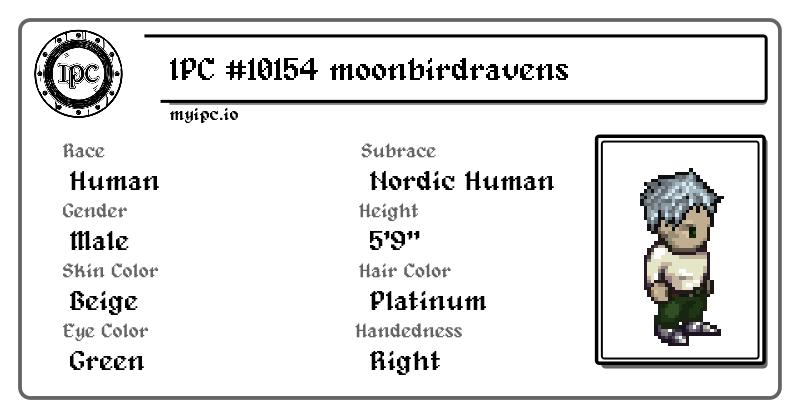 IPC
IPC #10154 moonbirdravens
myipc.io
Race
Human
Subrace
Nordic Human
Gender
Male
Height
5'9"
Skin Color
Beige
Hair Color
Platinum
Eye Color
Green
Handedness
Right